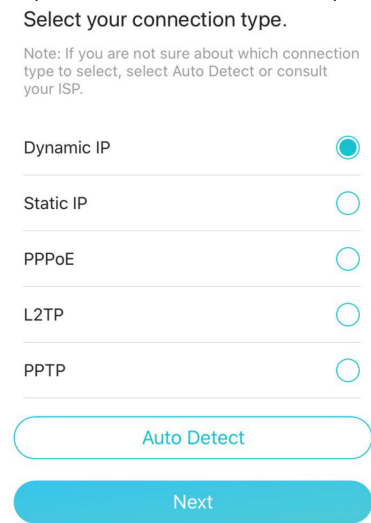 Select your connection type.
Note: If you are not sure about which connection
type to select, select Auto Detect or consult
your ISP.
Dynamic IP
Static IP
PPPoE
L2TP
PPTP
Auto Detect
Next